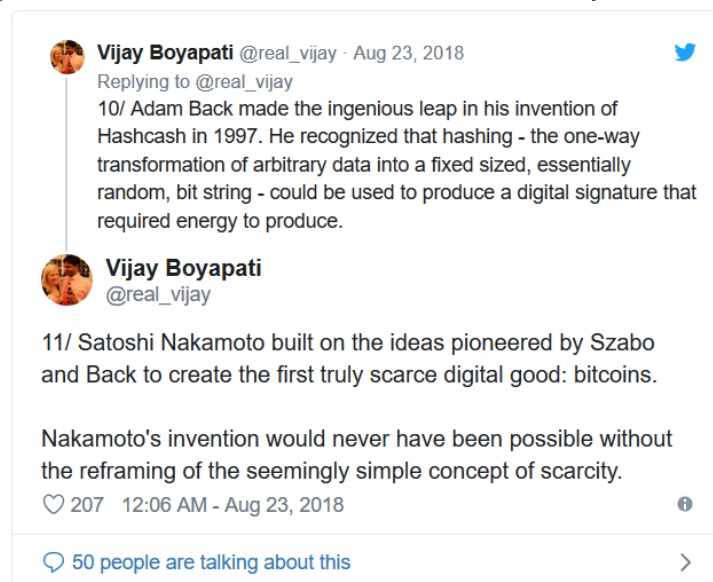 Vijay Boyapati @real_vijay · Aug 23, 2018
Replying to @real_vijay
10/ Adam Back made the ingenious leap in his invention of
Hashcash in 1997. He recognized that hashing - the one-way
transformation of arbitrary data into a fixed sized, essentially
random, bit string - could be used to produce a digital signature that
required energy to produce.
Vijay Boyapati
@real_vijay
11/ Satoshi Nakamoto built on the ideas pioneered by Szabo
and Back to create the first truly scarce digital good: bitcoins.
Nakamoto's invention would never have been possible without
the reframing of the seemingly simple concept of scarcity.
207 12:06 AM - Aug 23, 2018
50 people are talking about this